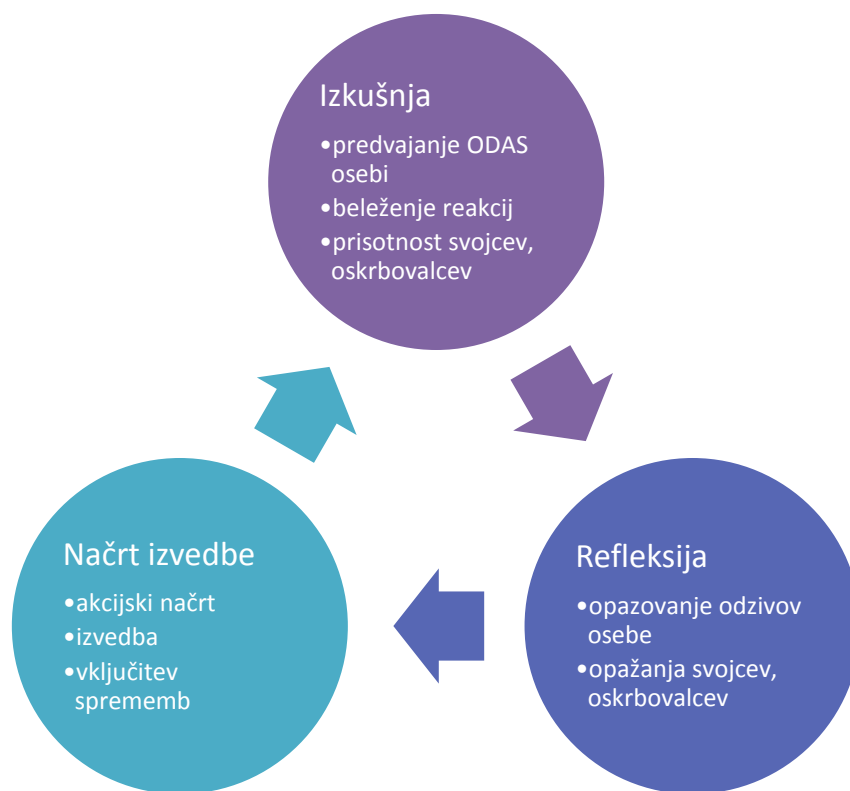 Izkušnja
•predvajanje ODAS
osebi
•beleženje reakcij
•prisotnost svojcev,
oskrbovalcev
Refleksija
•opazovanje odzivov
osebe
•opažanja svojcev,
oskrbovalcev
Načrt izvedbe
•akcijski načrt
•izvedba
•vključitev
sprememb